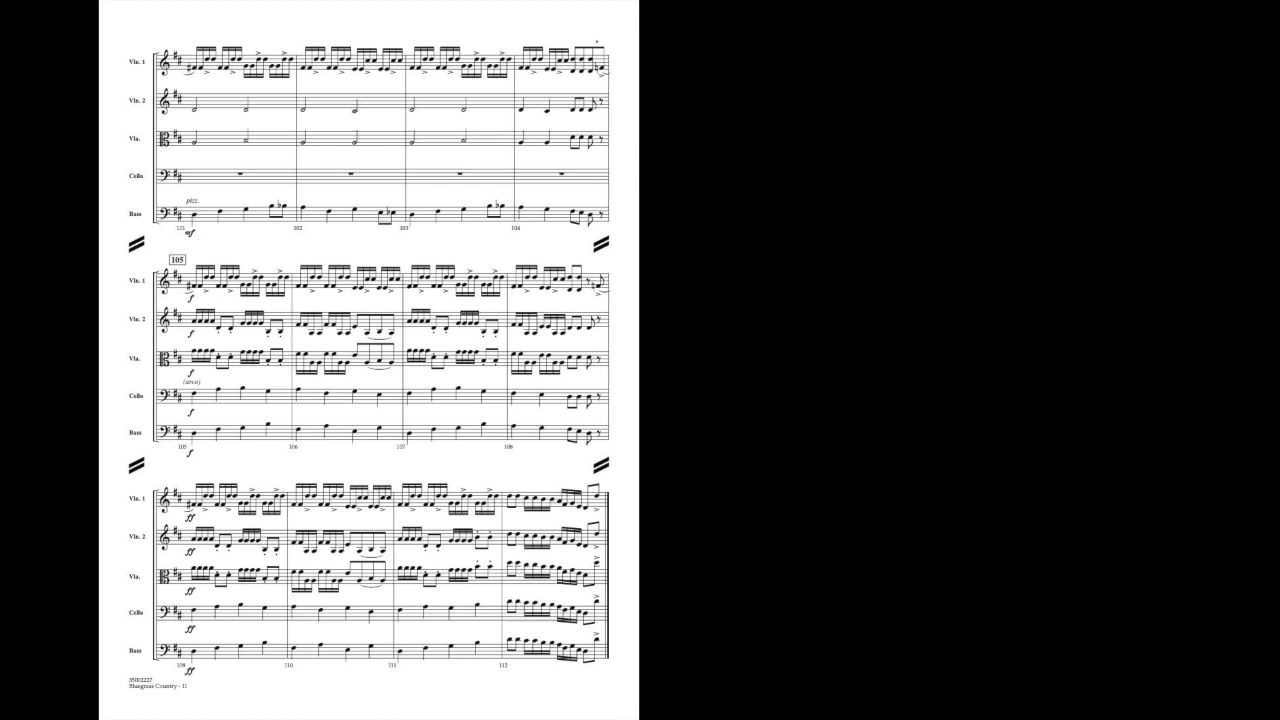 Vln. 1
Vln. 2
Vla.
Cello
pizz.
Bass
101 102 103 104
mf
105
Vln. 1
f
Vln. 2
f
Vla.
f
(arco)
Cello
f
Bass
105 106 107 108
f
Vln. 1
ff
Vln. 2
ff
Vla.
ff
Cello
ff
Bass
109 110 111 112
ff
35002227
Bluegrass Country - 11